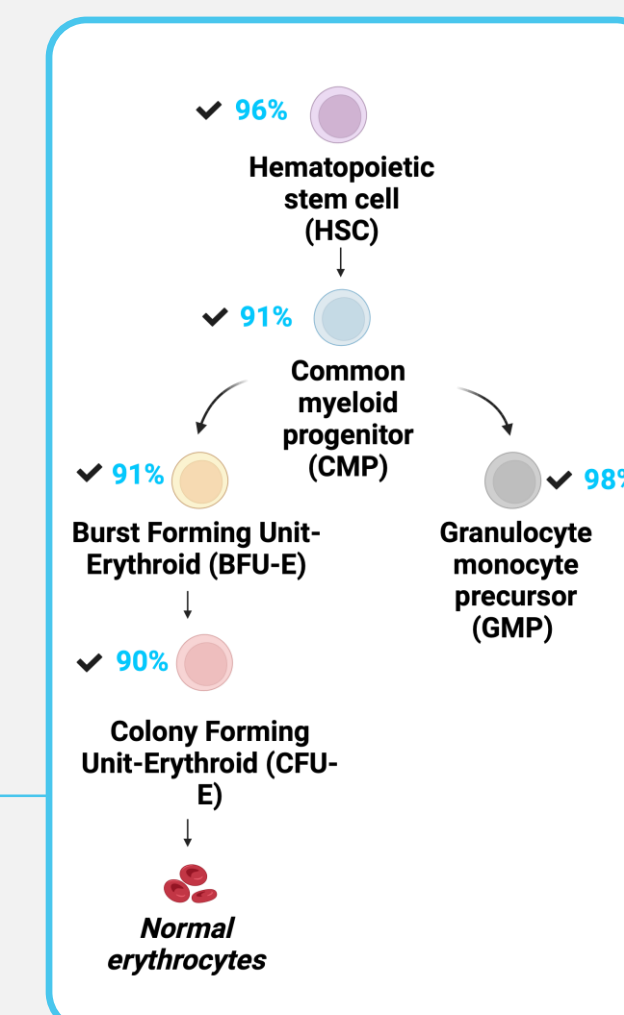 96%
Hematopoietic
stem cell
(HSC)
91%
Common
myeloid
progenitor
(CMP)
91%
Burst Forming Unit-
Erythroid (BFU-E)
98%
Granulocyte
monocyte
precursor
(GMP)
90%
Colony Forming
Unit-Erythroid (CFU-
E)
Normal
erythrocytes